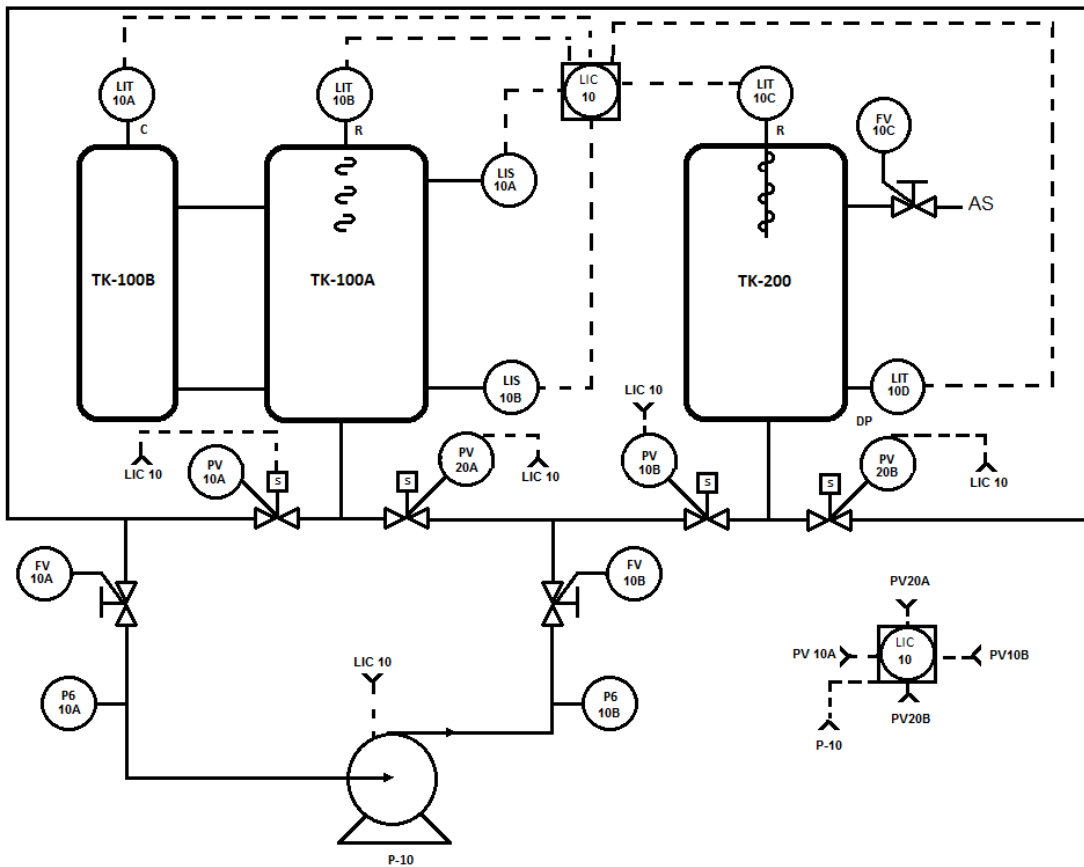 LIT
10A
C
LIT
10B
R
LIC
10
LIT
10C
R
FV
10C
LIS
10A
AS
TK-100B
TK-100A
TK-200
LIS
10B
LIT
10D
DP
LIC 10
PV
10A
S
S
PV
20A
LIC 10
LIC 10
PV
10B
S
S
PV
20B
LIC 10
FV
10A
FV
10B
PV20A
LIC
10
PV 10A
PV10B
PV20B
P-10
P6
10A
LIC 10
P6
10B
P-10